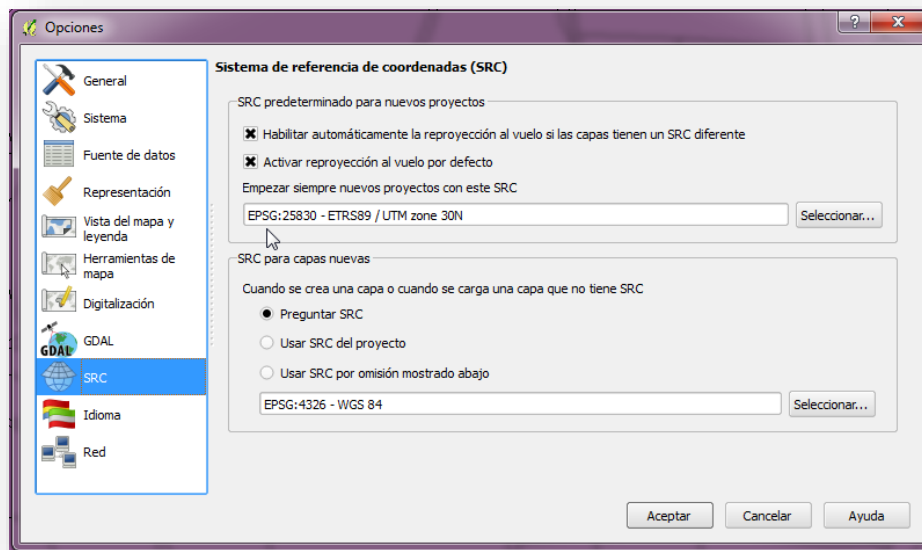 Opciones
General
Sistema
Fuente de datos
Representación
Vista del mapa y
leyenda
Herramientas de
mapa
Digitalización
GDAL
GDAL
SRC
Idioma
Red
Sistema de referencia de coordenadas (SRC)
SRC predeterminado para nuevos proyectos
Habilitar automáticamente la reproyección al vuelo si las capas tienen un SRC diferente
Activar reproyección al vuelo por defecto
Empezar siempre nuevos proyectos con este SRC
EPSG:25830 - ETRS89 / UTM zone 30N
Seleccionar...
SRC para capas nuevas
Cuando se crea una capa o cuando se carga una capa que no tiene SRC
Preguntar SRC
Usar SRC del proyecto
Usar SRC por omisión mostrado abajo
EPSG:4326 - WGS 84
Seleccionar...
Aceptar
Cancelar
Ayuda